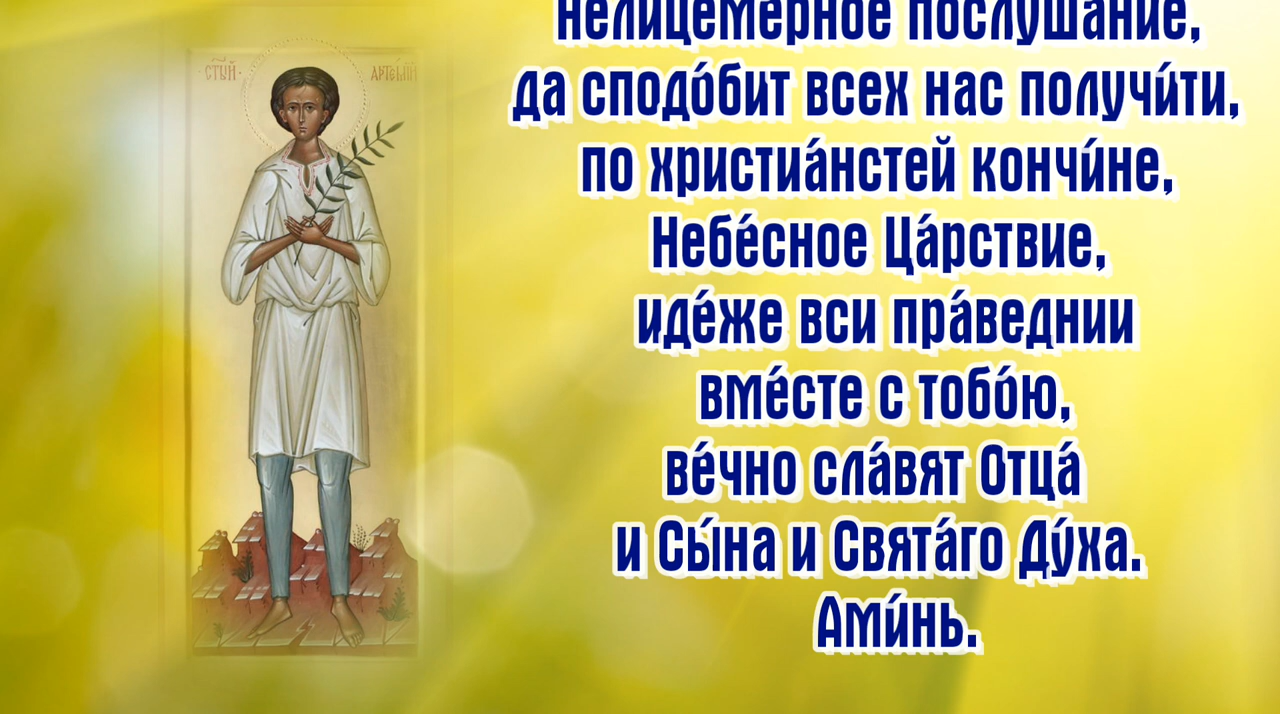 стый
артемїй
нелицемерное послушание,
да сподо́бит всех нас получи́ти,
по христиа́нстей кончи́не,
Небе́сное Ца́рствие,
иде́же вси пра́веднии
вме́сте с тобо́ю,
ве́чно сла́вят Отца́
и Сы́на и Свята́го Ду́ха.
Ами́нь.